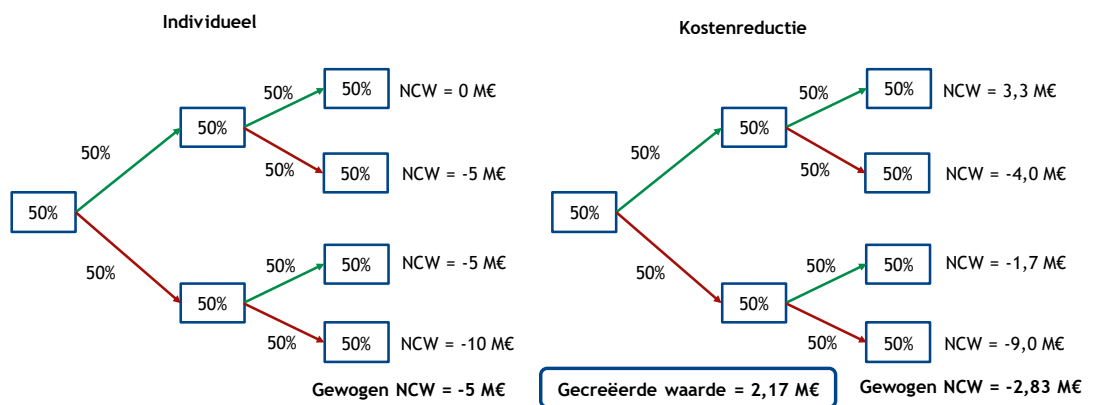 Individueel
50%
50%
50%
50%
50%
50%
50%
NCW = 0 M€
50%
50%
NCW = -5 M€
50%
50%
50%
NCW = -5 M€
50%
50%
NCW = -10 M€
Gewogen NCW = -5 M€
Gecreëerde waarde = 2,17 M€
Kostenreductie
50%
50%
50%
50%
50%
50%
50%
NCW = 3,3 M€
50%
50%
NCW = -4,0 M€
50%
50%
NCW = -1,7 M€
50%
50%
NCW = -9,0 M€
Gewogen NCW = -2,83 M€